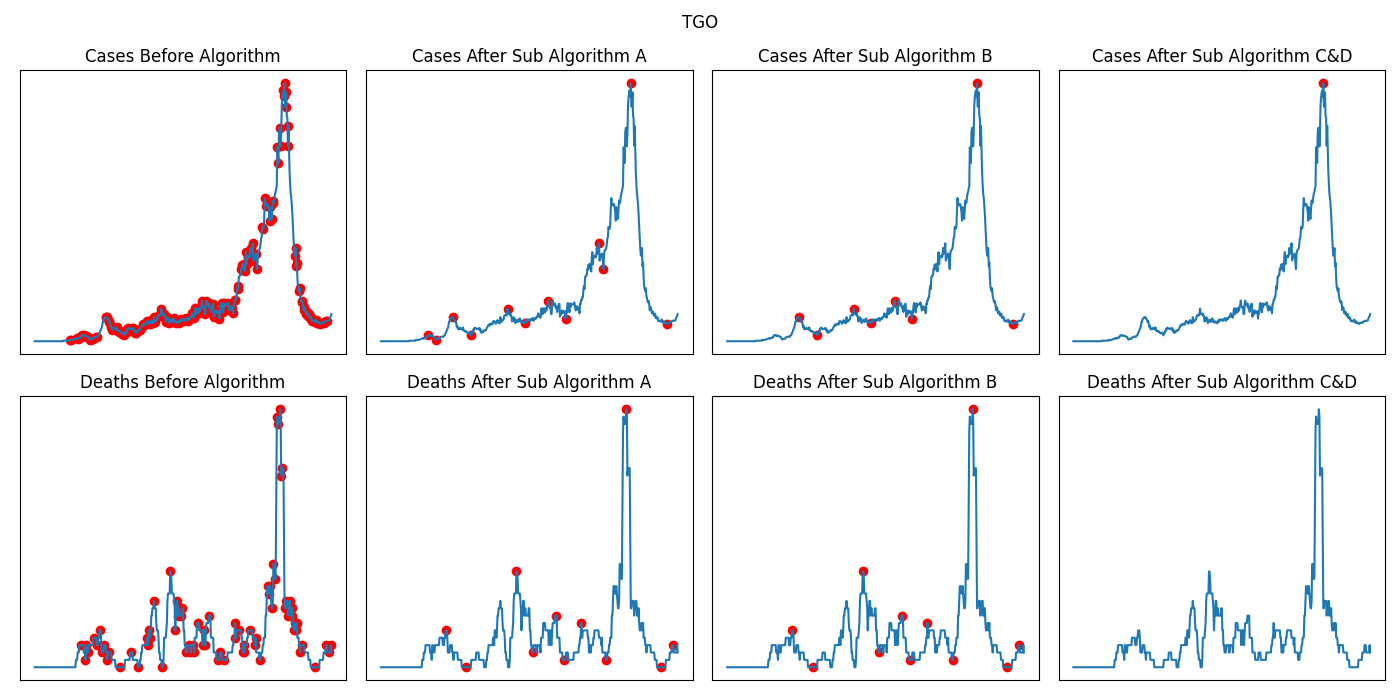 TGO
Cases Before Algorithm
Cases After Sub Algorithm A
Cases After Sub Algorithm B
Cases After Sub Algorithm C&D
Deaths Before Algorithm
Deaths After Sub Algorithm A
Deaths After Sub Algorithm B
Deaths After Sub Algorithm C&D